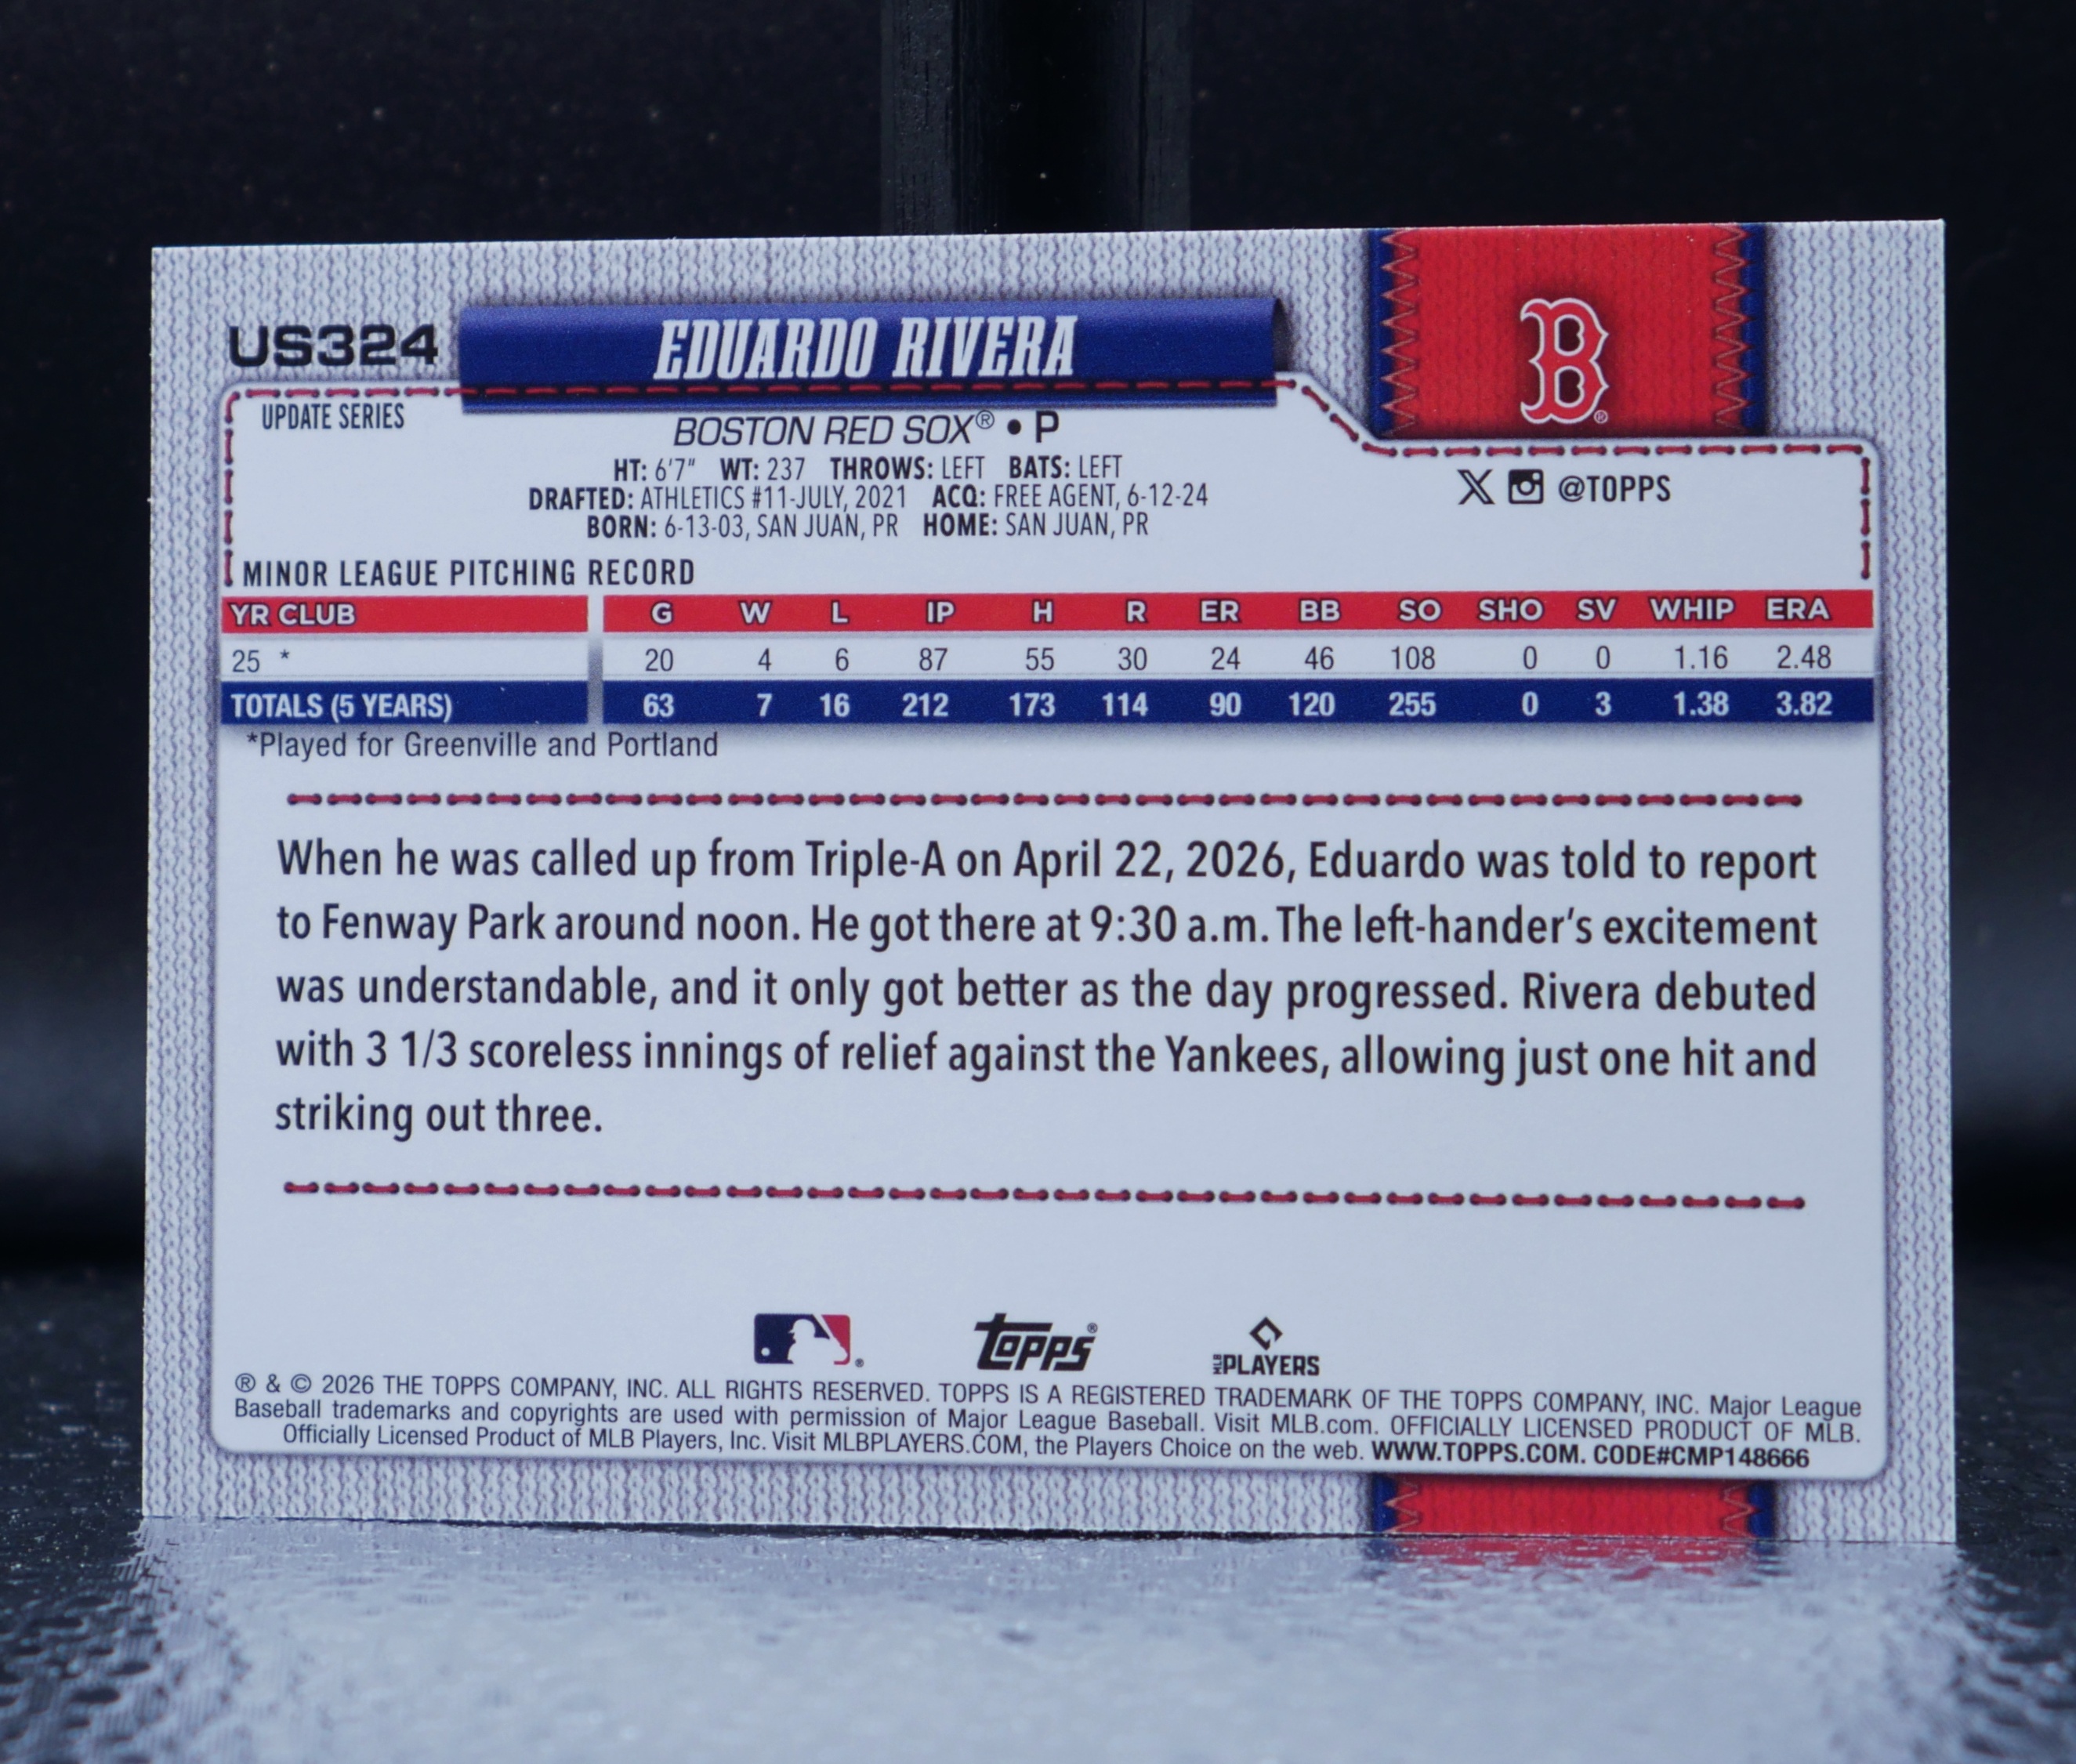 US324
EDUARDO RIVERA
B®
UPDATE SERIES
BOSTON RED SOX® • P
HT: 6'7" WT: 237 THROWS: LEFT BATS: LEFT
DRAFTED: ATHLETICS #11-JULY, 2021 ACQ: FREE AGENT, 6-12-24
BORN: 6-13-03, SAN JUAN, PR HOME: SAN JUAN, PR
@TOPPS
MINOR LEAGUE PITCHING RECORD
YR CLUB G W L IP H R ER BB SO SHO SV WHIP ERA
25 * 20 4 6 87 55 30 24 46 108 0 0 1.16 2.48
TOTALS (5 YEARS) 63 7 16 212 173 114 90 120 255 0 3 1.38 3.82
*Played for Greenville and Portland
When he was called up from Triple-A on April 22, 2026, Eduardo was told to report
to Fenway Park around noon. He got there at 9:30 a.m. The left-hander's excitement
was understandable, and it only got better as the day progressed. Rivera debuted
with 3 1/3 scoreless innings of relief against the Yankees, allowing just one hit and
striking out three.
topps®
MLB PLAYERS
® & © 2026 THE TOPPS COMPANY, INC. ALL RIGHTS RESERVED. TOPPS IS A REGISTERED TRADEMARK OF THE TOPPS COMPANY, INC. Major League
Baseball trademarks and copyrights are used with permission of Major League Baseball. Visit MLB.com. OFFICIALLY LICENSED PRODUCT OF MLB.
Officially Licensed Product of MLB Players, Inc. Visit MLBPLAYERS.COM, the Players Choice on the web. WWW.TOPPS.COM. CODE#CMP148666